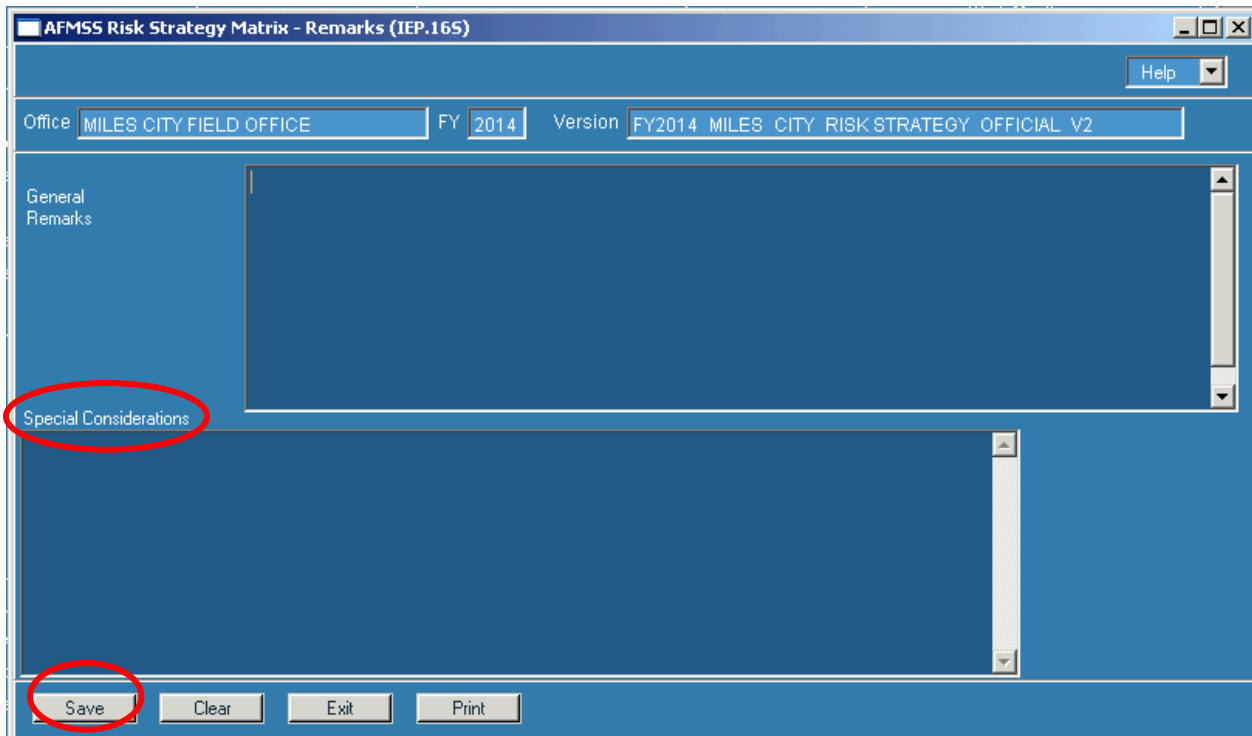 AFMSS Risk Strategy Matrix - Remarks (IEP.16S)
Help
Office MILES CITY FIELD OFFICE FY 2014 Version FY2014 MILES CITY RISK STRATEGY OFFICIAL V2
General
Remarks
Special Considerations
Save Clear Exit Print